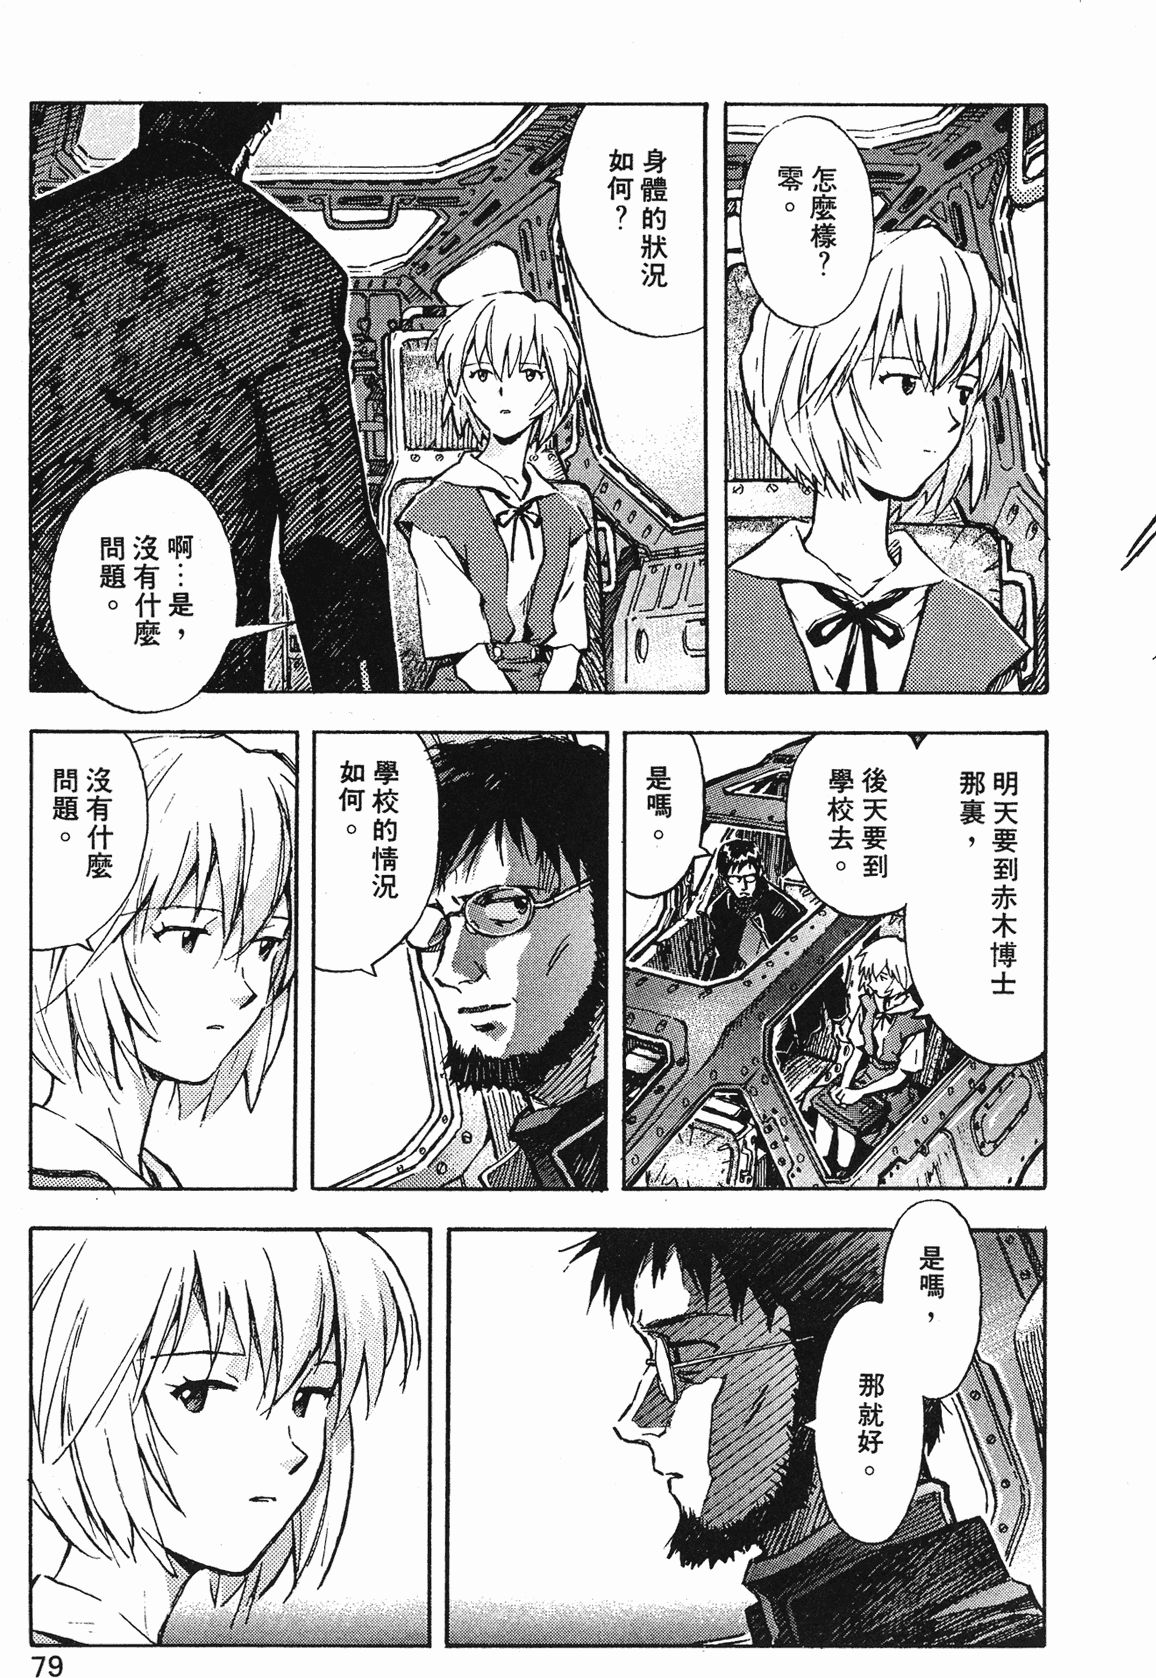 怎麼樣？
零。
身體的狀況
如何？
啊…是，
沒有什麼
問題。
明天要到赤木博士
那裏，
後天要到
學校去。
是嗎。
學校的情況
如何。
沒有什麼
問題。
是嗎，
那就好。
79